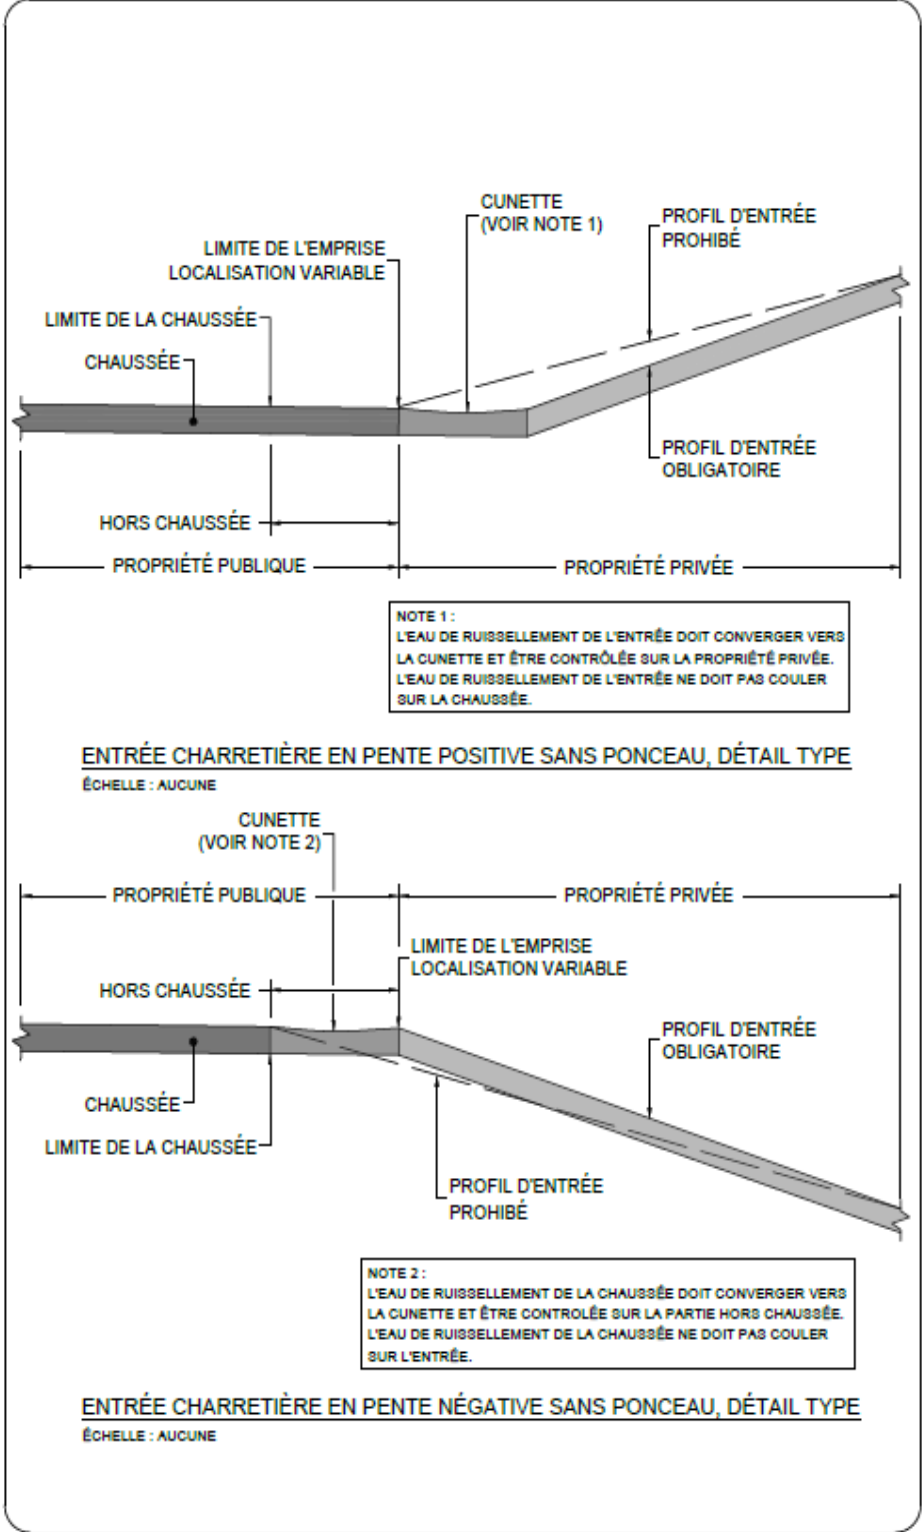 CUNETTE
(VOIR NOTE 1)
PROFIL D'ENTRÉE
PROHIBÉ
LIMITE DE L'EMPRISE
LOCALISATION VARIABLE
LIMITE DE LA CHAUSSÉE
CHAUSSÉE
PROFIL D'ENTRÉE
OBLIGATOIRE
HORS CHAUSSÉE
PROPRIÉTÉ PUBLIQUE
PROPRIÉTÉ PRIVÉE
NOTE 1 :
L'EAU DE RUISSELLEMENT DE L'ENTRÉE DOIT CONVERGER VERS
LA CUNETTE ET ÊTRE CONTRÔLÉE SUR LA PROPRIÉTÉ PRIVÉE.
L'EAU DE RUISSELLEMENT DE L'ENTRÉE NE DOIT PAS COULER
SUR LA CHAUSSÉE.
ENTRÉE CHARRETIÈRE EN PENTE POSITIVE SANS PONCEAU, DÉTAIL TYPE
ÉCHELLE : AUCUNE
CUNETTE
(VOIR NOTE 2)
PROPRIÉTÉ PUBLIQUE
PROPRIÉTÉ PRIVÉE
LIMITE DE L'EMPRISE
LOCALISATION VARIABLE
HORS CHAUSSÉE
PROFIL D'ENTRÉE
OBLIGATOIRE
CHAUSSÉE
LIMITE DE LA CHAUSSÉE
PROFIL D'ENTRÉE
PROHIBÉ
NOTE 2 :
L'EAU DE RUISSELLEMENT DE LA CHAUSSÉE DOIT CONVERGER VERS
LA CUNETTE ET ÊTRE CONTROLÉE SUR LA PARTIE HORS CHAUSSÉE.
L'EAU DE RUISSELLEMENT DE LA CHAUSSÉE NE DOIT PAS COULER
SUR L'ENTRÉE.
ENTRÉE CHARRETIÈRE EN PENTE NÉGATIVE SANS PONCEAU, DÉTAIL TYPE
ÉCHELLE : AUCUNE